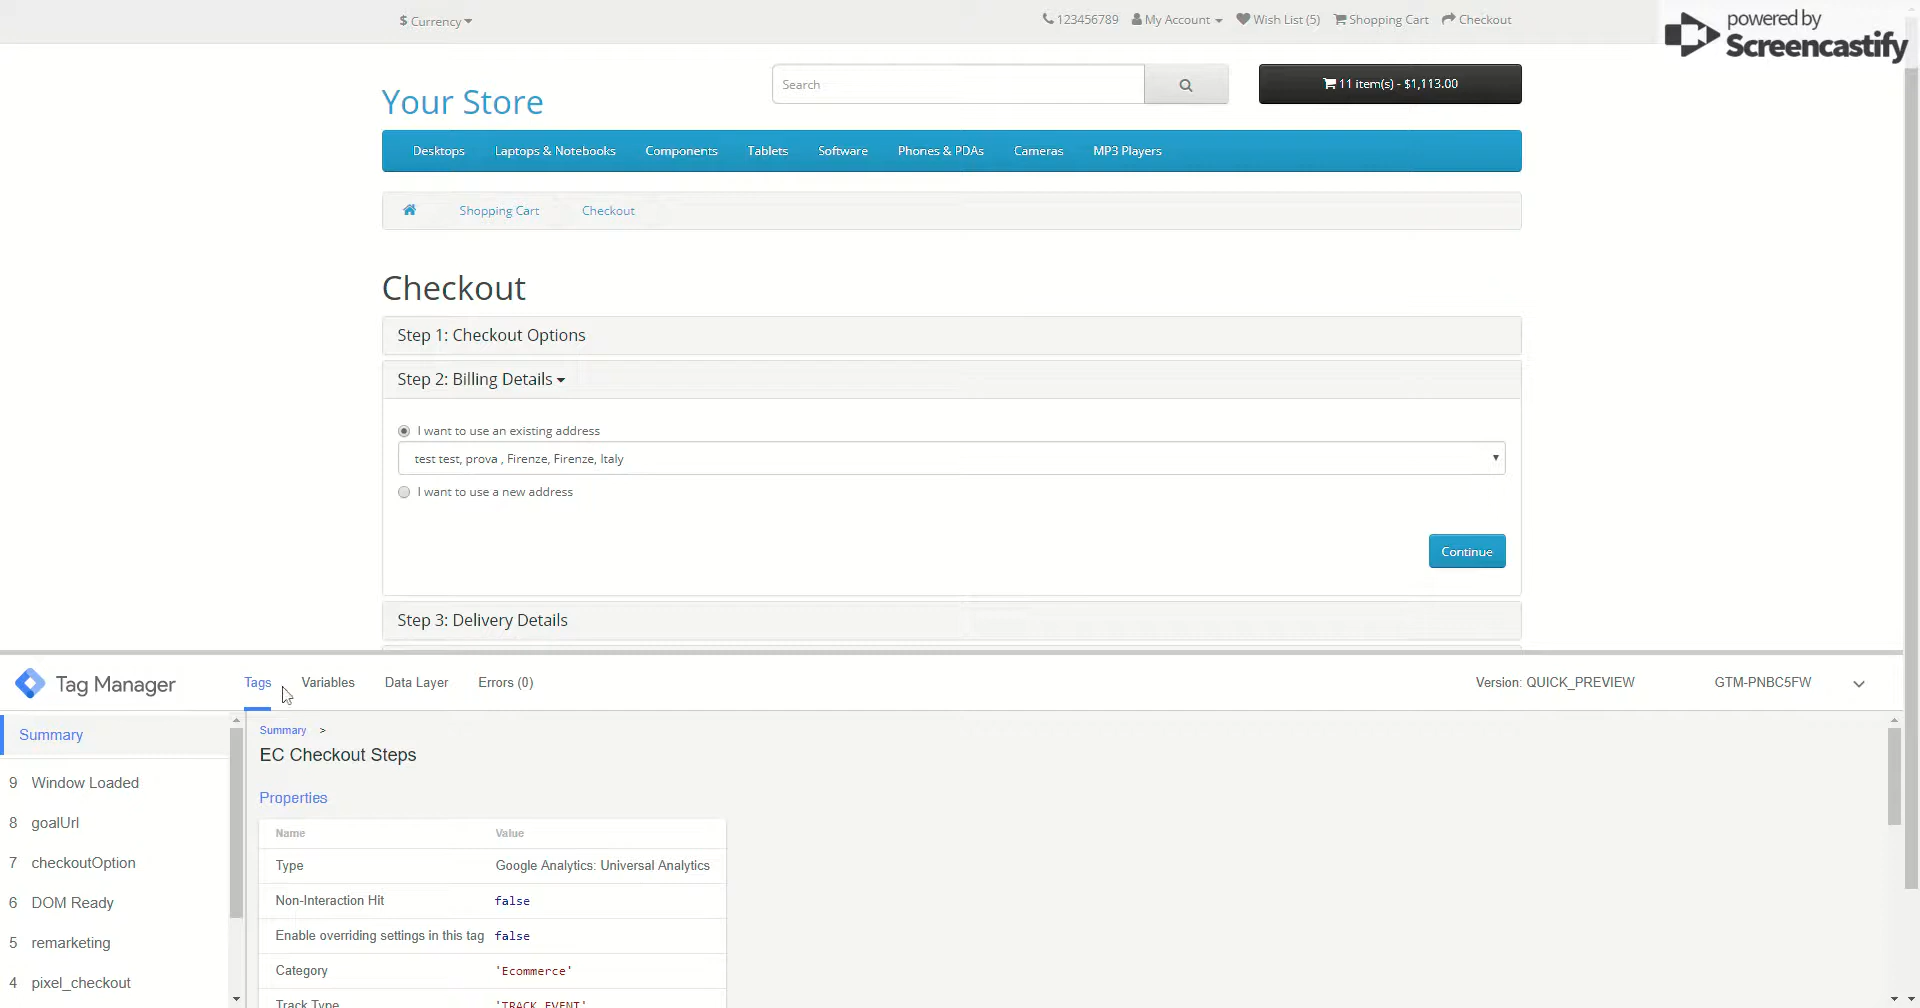 $ Currency
123456789 My Account Wish List (5) Shopping Cart Checkout
powered by
Screencastify
Your Store
Search
11 item(s) - $1,113.00
Desktops Laptops & Notebooks Components Tablets Software Phones & PDAs Cameras MP3 Players
Shopping Cart Checkout
Checkout
Step 1: Checkout Options
Step 2: Billing Details
I want to use an existing address
test test, prova , Firenze, Firenze, Italy
I want to use a new address
Continue
Step 3: Delivery Details
Tag Manager Tags Variables Data Layer Errors (0) Version: QUICK_PREVIEW GTM-PNBC5FW
Summary
9 Window Loaded
8 goalUrl
7 checkoutOption
6 DOM Ready
5 remarketing
4 pixel_checkout
Summary >
EC Checkout Steps
Properties
Name Value
Type Google Analytics: Universal Analytics
Non-Interaction Hit false
Enable overriding settings in this tag false
Category 'Ecommerce'
Track Type 'TRACK_EVENT'